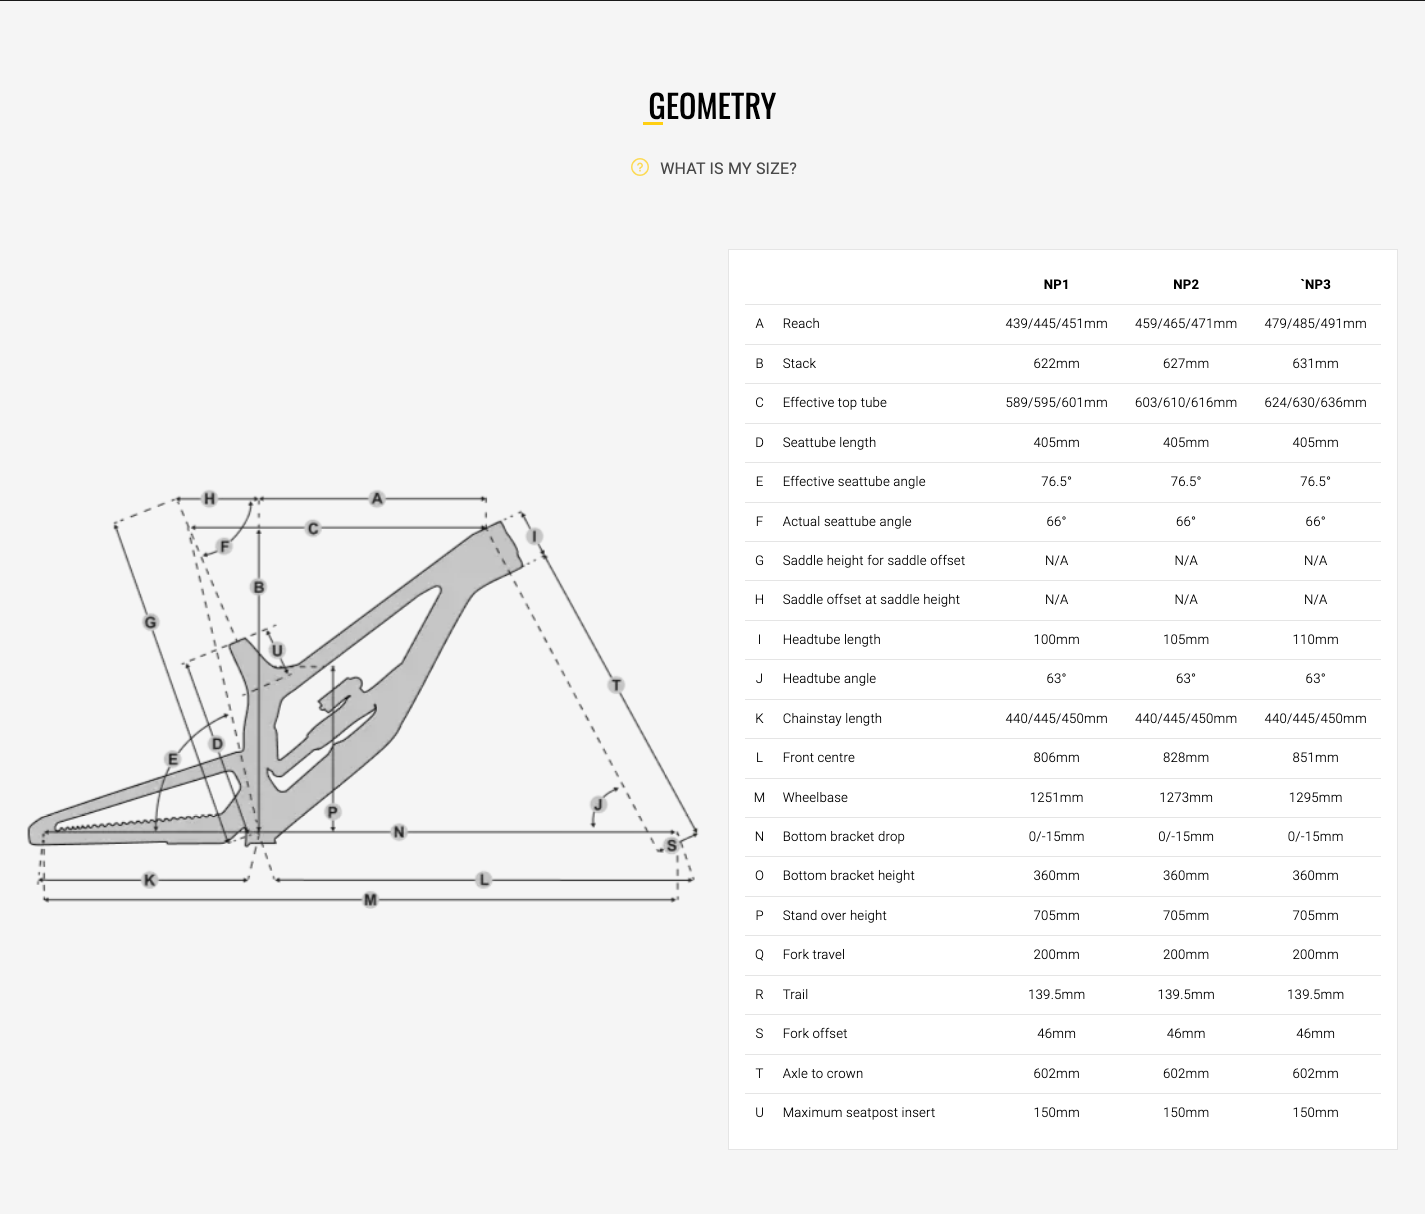 GEOMETRY
? WHAT IS MY SIZE?
NP1 NP2 `NP3
A Reach 439/445/451mm 459/465/471mm 479/485/491mm
B Stack 622mm 627mm 631mm
C Effective top tube 589/595/601mm 603/610/616mm 624/630/636mm
D Seattube length 405mm 405mm 405mm
E Effective seattube angle 76.5° 76.5° 76.5°
F Actual seattube angle 66° 66° 66°
G Saddle height for saddle offset N/A N/A N/A
H Saddle offset at saddle height N/A N/A N/A
I Headtube length 100mm 105mm 110mm
J Headtube angle 63° 63° 63°
K Chainstay length 440/445/450mm 440/445/450mm 440/445/450mm
L Front centre 806mm 828mm 851mm
M Wheelbase 1251mm 1273mm 1295mm
N Bottom bracket drop 0/-15mm 0/-15mm 0/-15mm
O Bottom bracket height 360mm 360mm 360mm
P Stand over height 705mm 705mm 705mm
Q Fork travel 200mm 200mm 200mm
R Trail 139.5mm 139.5mm 139.5mm
S Fork offset 46mm 46mm 46mm
T Axle to crown 602mm 602mm 602mm
U Maximum seatpost insert 150mm 150mm 150mm
H A
C
I
F
B
G
U
T
D
E
J
P
N
S
K L
M